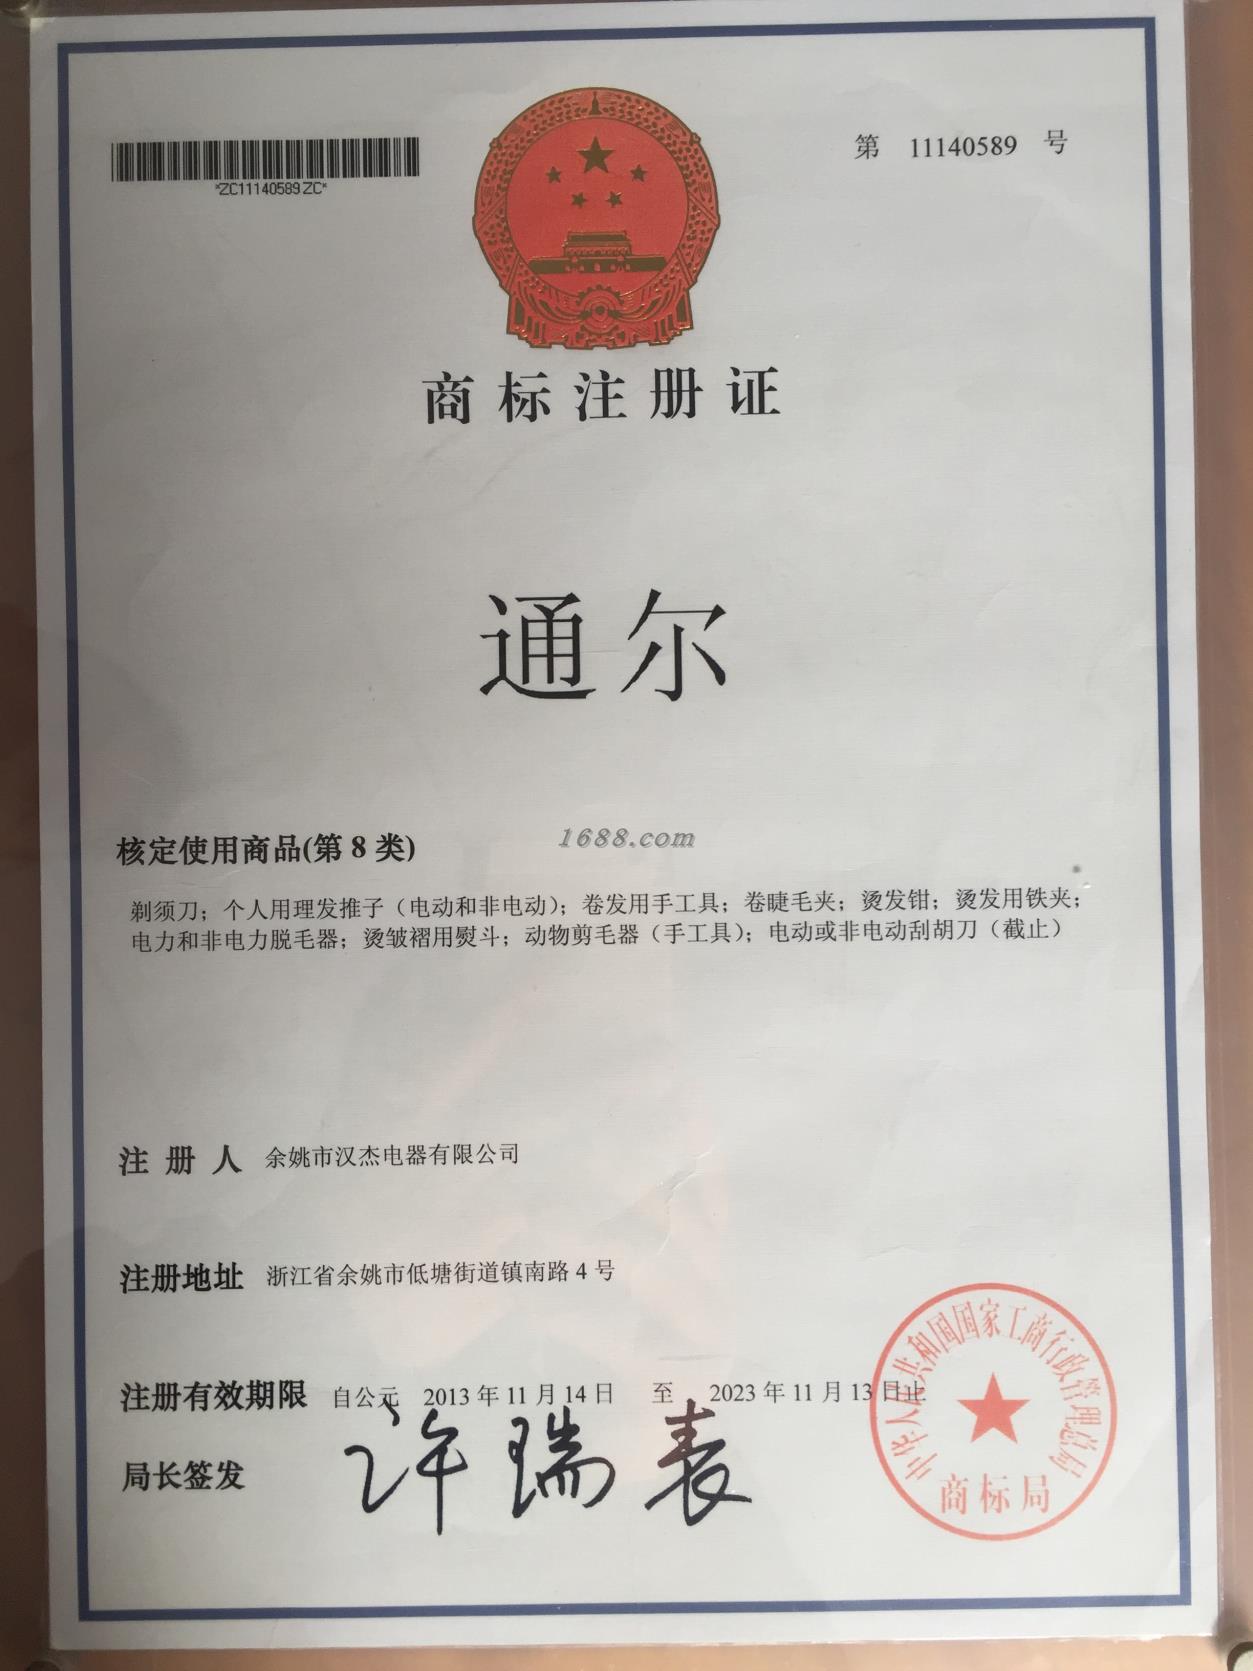 第 11140589 号
*ZC11140589ZC*
商标注册证
通尔
1688.com
核定使用商品(第 8 类)
剃须刀；个人用理发推子（电动和非电动）；卷发用手工具；卷睫毛夹；烫发钳；烫发用铁夹；
电力和非电力脱毛器；烫皱褶用熨斗；动物剪毛器（手工具）；电动或非电动刮胡刀（截止）
注册人 余姚市汉杰电器有限公司
注册地址 浙江省余姚市低塘街道镇南路 4 号
注册有效期限 自公元 2013 年 11 月 14 日 至 2023 年 11 月 13 日止
局长签发 许瑞表
中华人民共和国国家工商行政管理总局
商标局